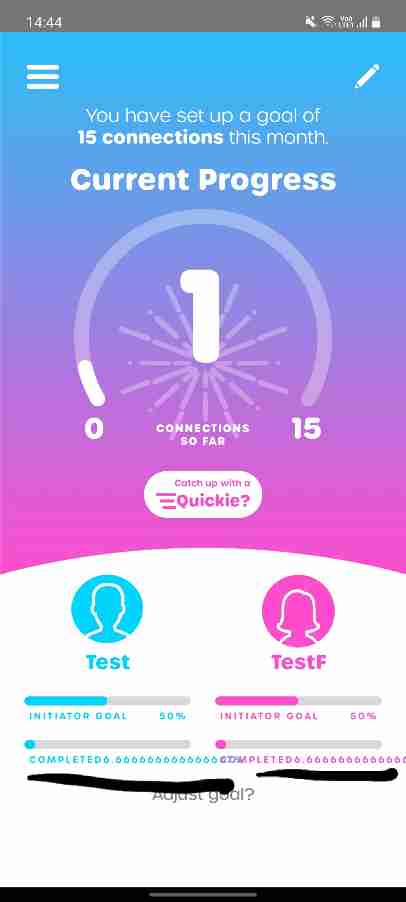 14:44
You have set up a goal of
15 connections this month.
Current Progress
1
0
CONNECTIONS
SO FAR
15
Catch up with a
Quickie?
Test
TestF
INITIATOR GOAL 50%
INITIATOR GOAL 50%
Adjust goal?